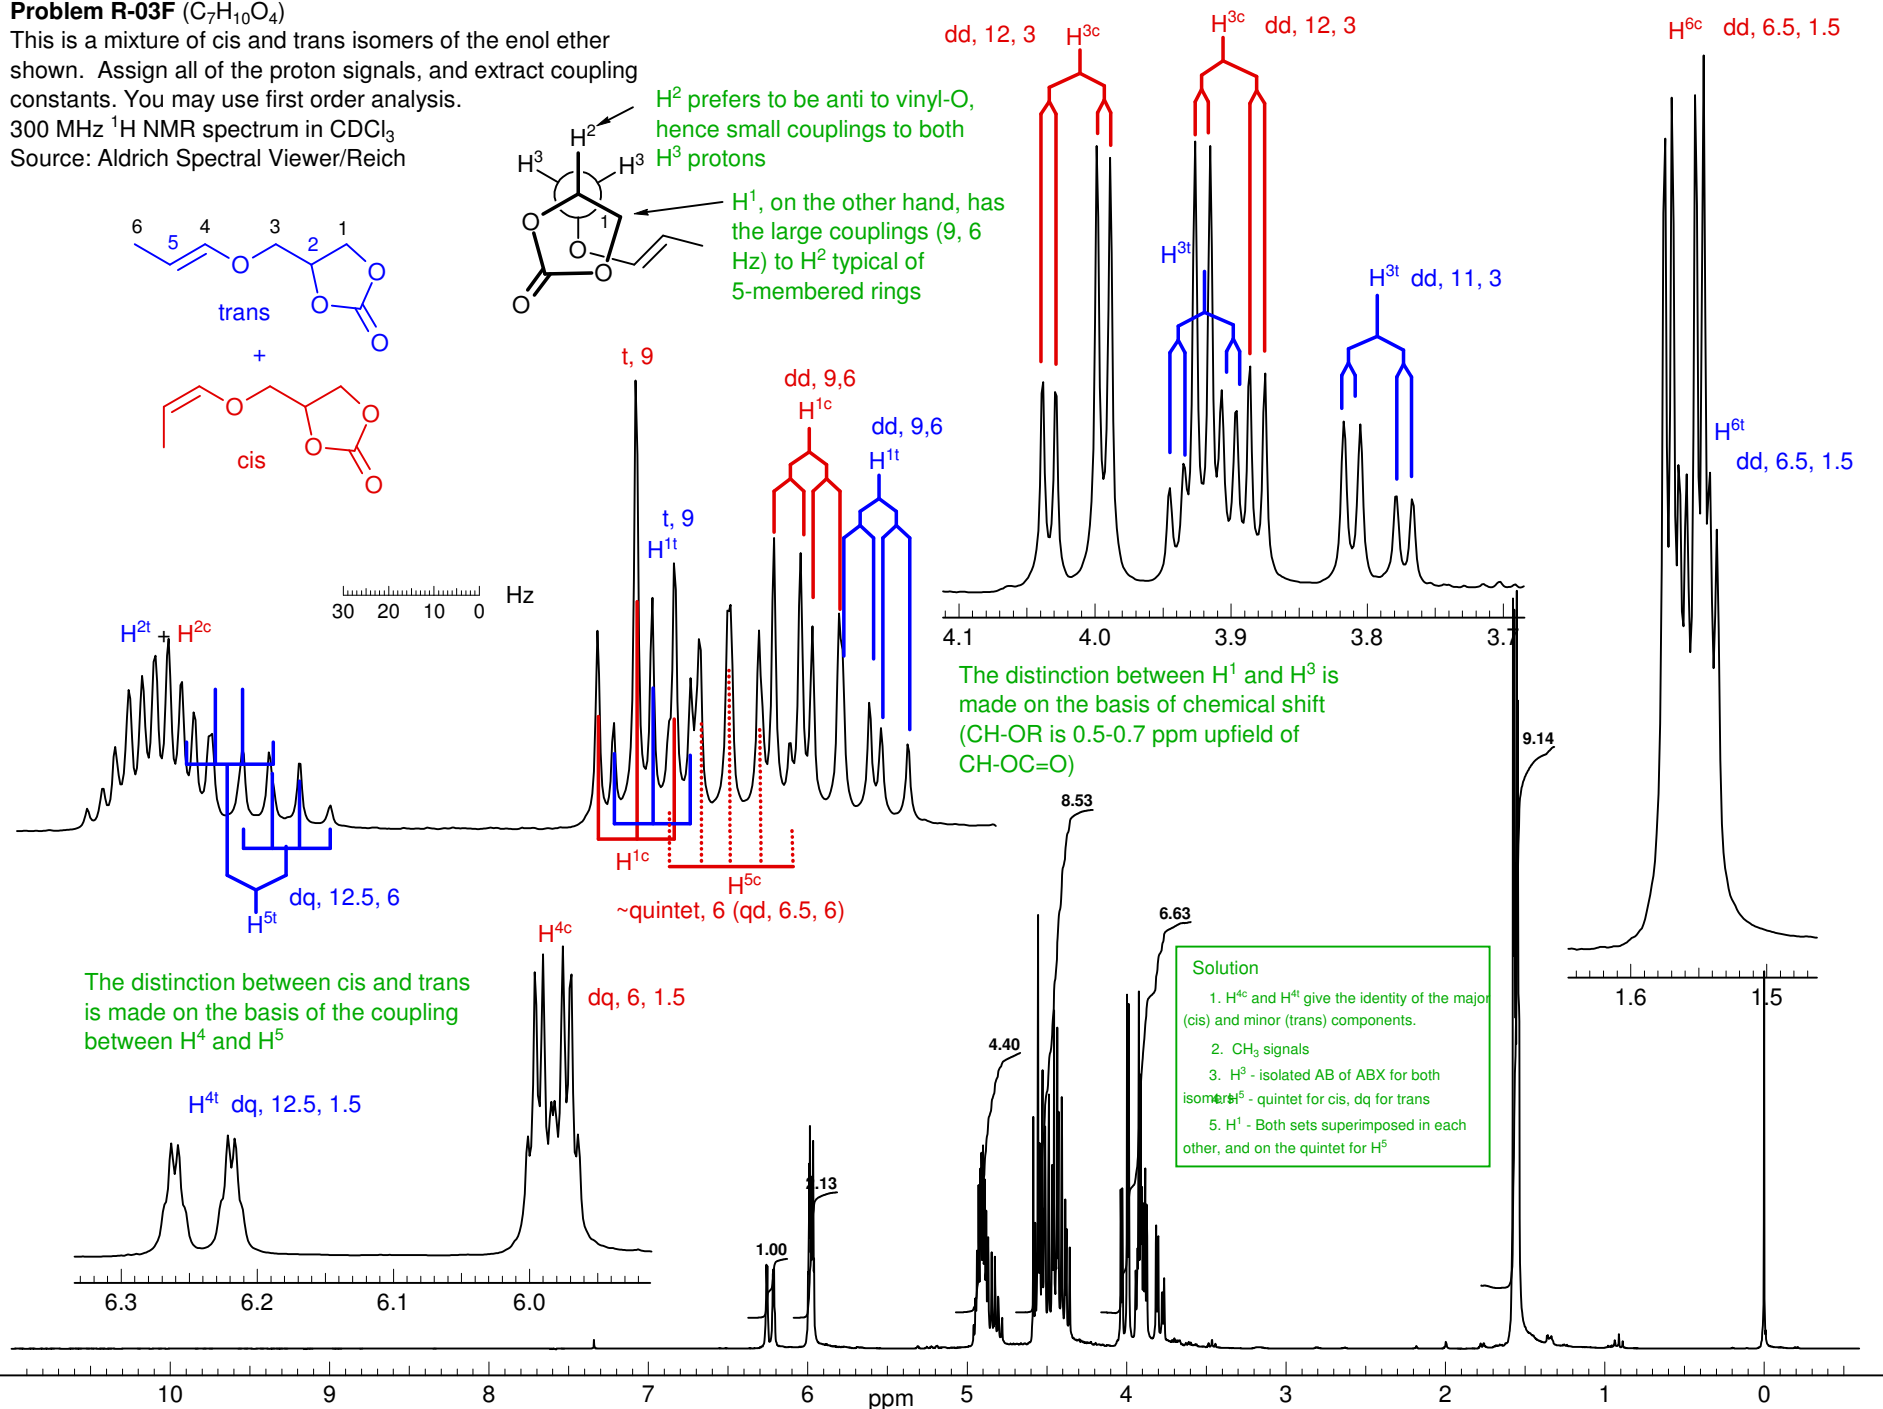 Problem R-03F (C7H10O4)
This is a mixture of cis and trans isomers of the enol ether
shown. Assign all of the proton signals, and extract coupling
constants. You may use first order analysis.
300 MHz 1H NMR spectrum in CDCl3
Source: Aldrich Spectral Viewer/Reich
H2 prefers to be anti to vinyl-O,
hence small couplings to both
H3 protons
H1, on the other hand, has
the large couplings (9, 6
Hz) to H2 typical of
5-membered rings
H2
H3
H3
O
1
O
O
O
6
5
4
3
2
1
O
O
O
O
trans
+
O
O
O
O
cis
dd, 12, 3
H3c
H3c
dd, 12, 3
H3t
H3t dd, 11, 3
H6c dd, 6.5, 1.5
H6t
dd, 6.5, 1.5
t, 9
dd, 9,6
H1c
dd, 9,6
H1t
t, 9
H1t
30 20 10 0
Hz
H2t + H2c
4.1 4.0 3.9 3.8 3.7
The distinction between H1 and H3 is
made on the basis of chemical shift
(CH-OR is 0.5-0.7 ppm upfield of
CH-OC=O)
H1c
H5c
~quintet, 6 (qd, 6.5, 6)
dq, 12.5, 6
H5t
1.6 1.5
The distinction between cis and trans
is made on the basis of the coupling
between H4 and H5
H4c
dq, 6, 1.5
H4t dq, 12.5, 1.5
6.3 6.2 6.1 6.0
1.00
2.13
4.40
8.53
6.63
9.14
Solution
1. H4c and H4t give the identity of the major
(cis) and minor (trans) components.
2. CH3 signals
3. H3 - isolated AB of ABX for both
isomers
4. H5 - quintet for cis, dq for trans
5. H1 - Both sets superimposed in each
other, and on the quintet for H5
10 9 8 7 6 5 4 3 2 1 0
ppm